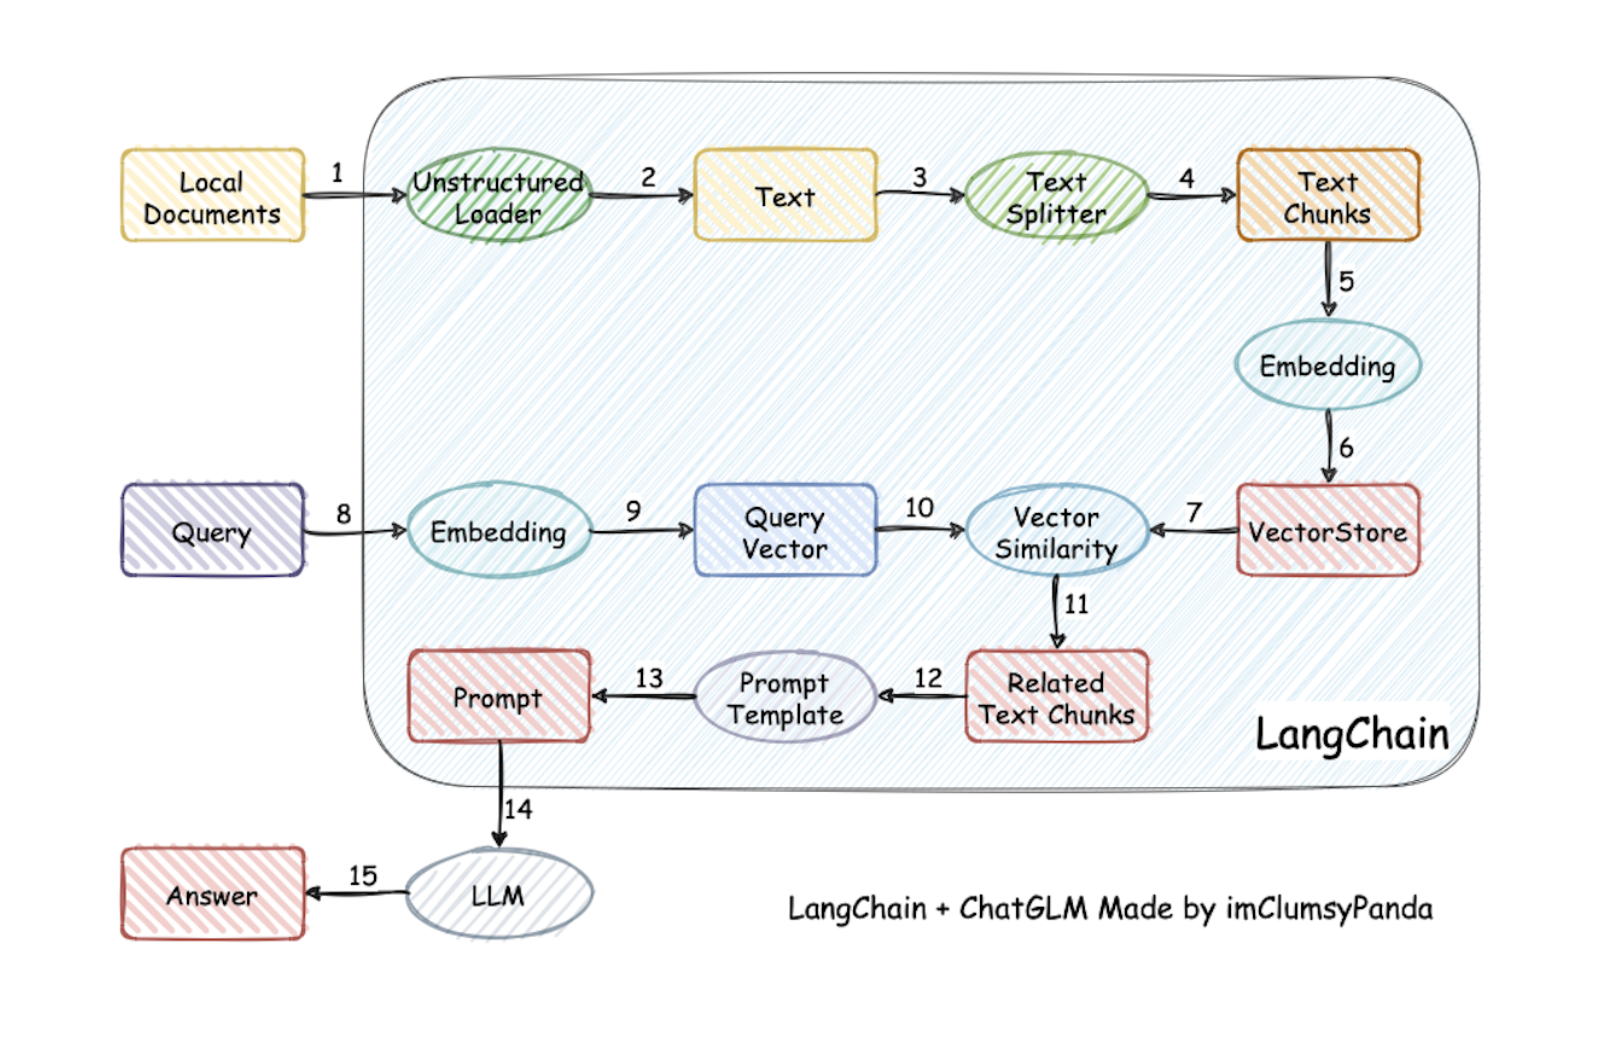 1
2
3
4
Local
Documents
Unstructured
Loader
Text
Text
Splitter
Text
Chunks
5
Embedding
6
8
9
10
7
Query
Embedding
Query
Vector
Vector
Similarity
VectorStore
11
13
12
Prompt
Prompt
Template
Related
Text Chunks
LangChain
14
15
Answer
LLM
LangChain + ChatGLM Made by imClumsyPanda